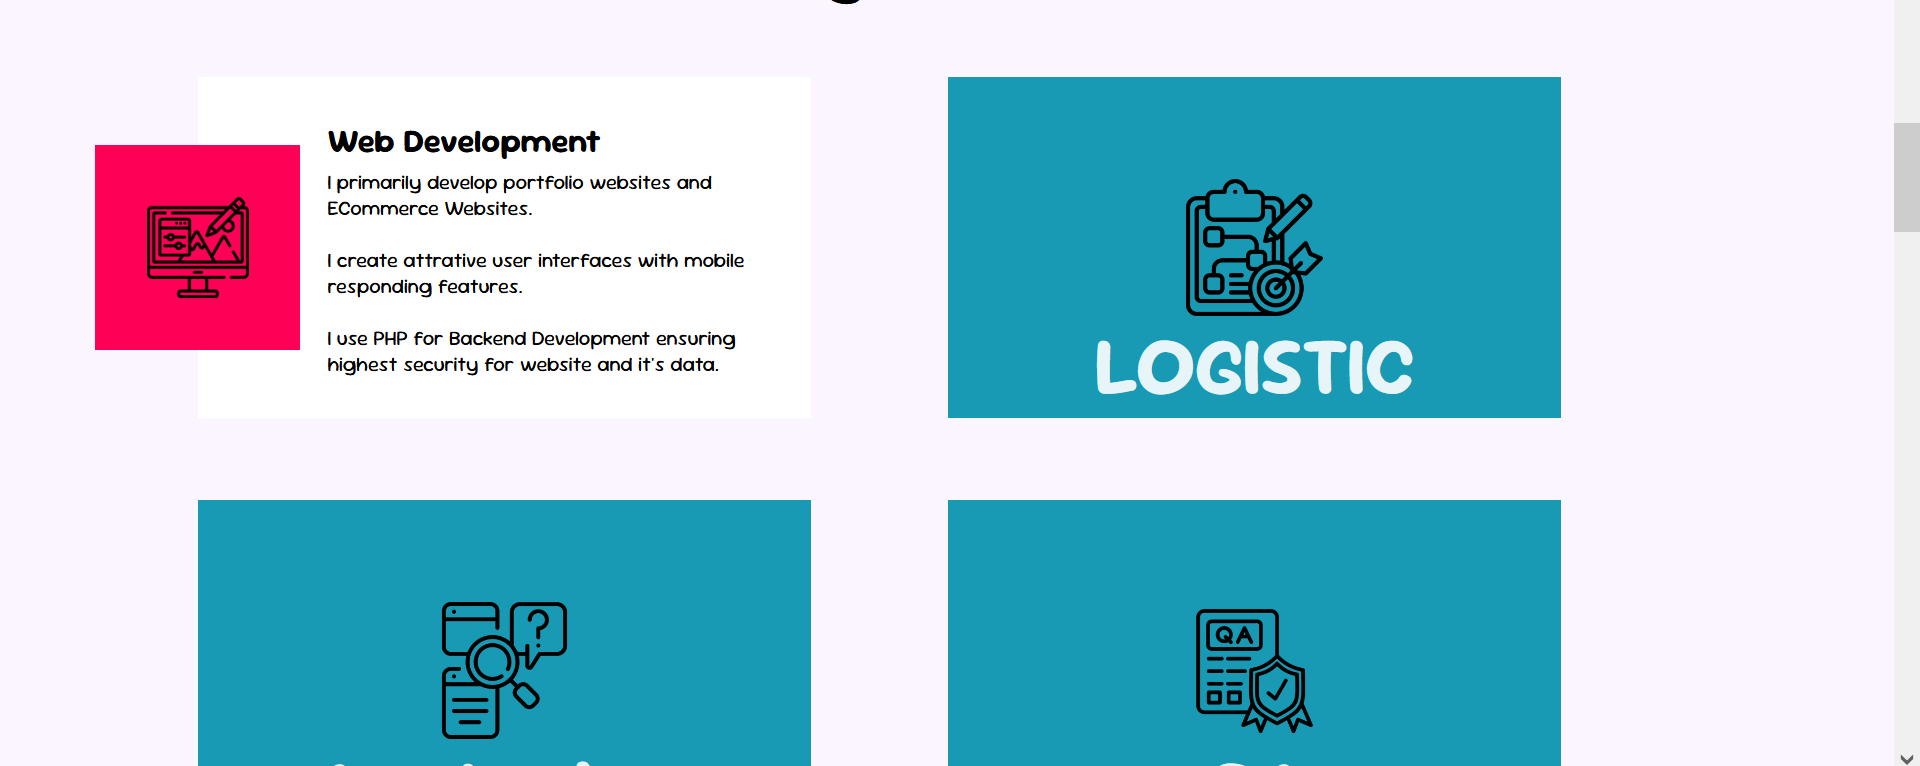 Web Development
I primarily develop portfolio websites and
ECommerce Websites.
I create attrative user interfaces with mobile
responding features.
I use PHP for Backend Development ensuring
highest security for website and it's data.
LOGISTIC
?
QA